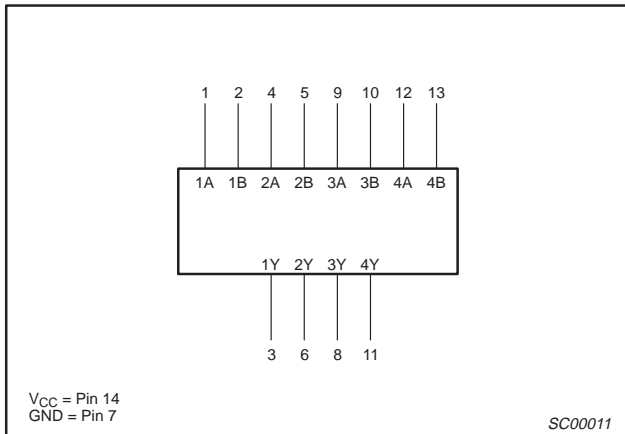 1 2 4 5 9 10 12 13
1A 1B 2A 2B 3A 3B 4A 4B
1Y 2Y 3Y 4Y
3 6 8 11
VCC = Pin 14
GND = Pin 7
SC00011